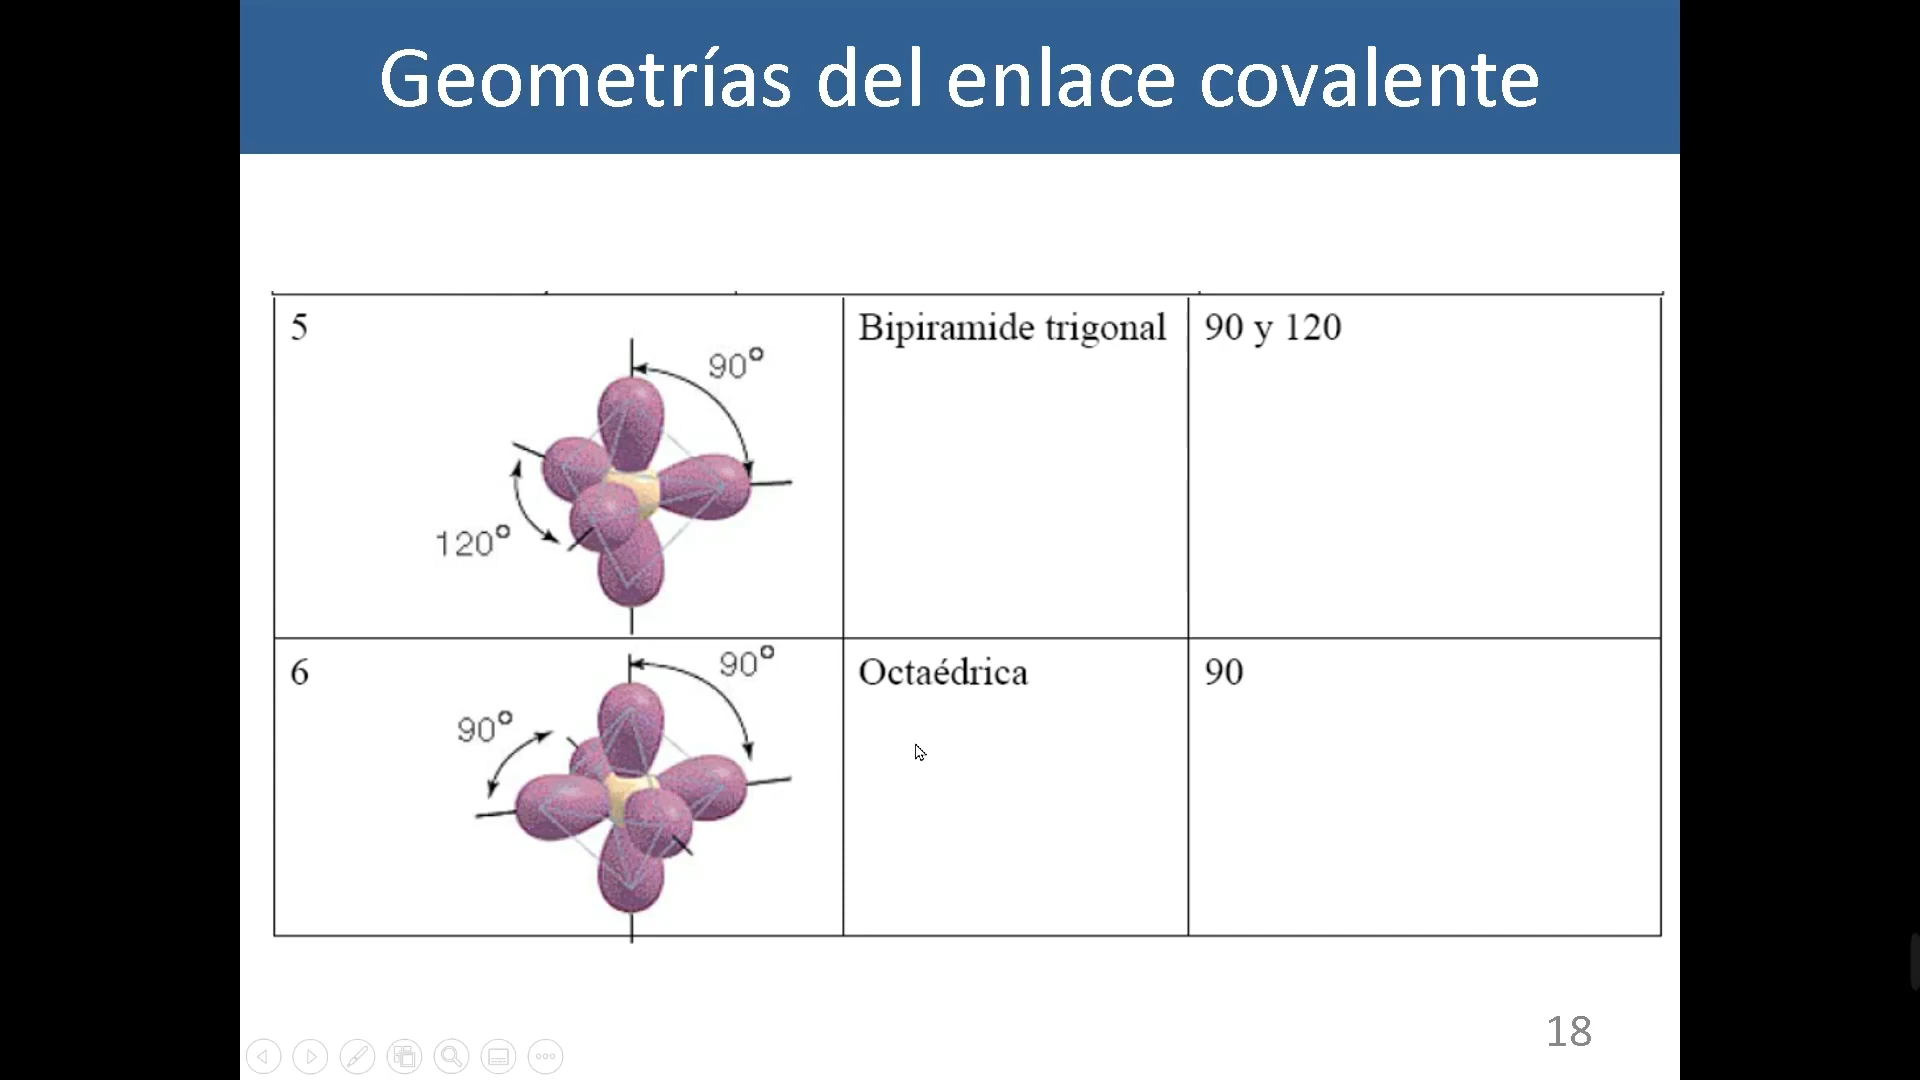 Geometrías del enlace covalente
5
90°
120°
Bipiramide trigonal
90 y 120
6
90°
90°
Octaédrica
90
18